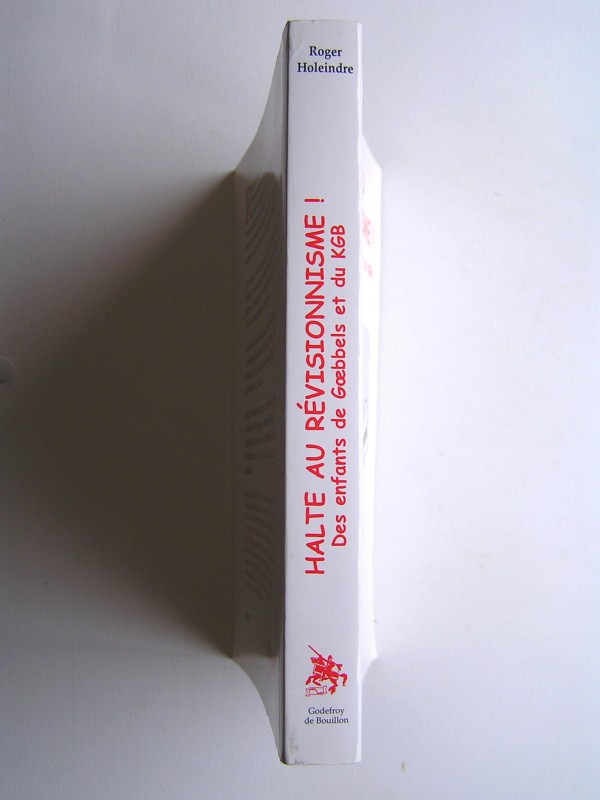 Roger
Holeindre
HALTE AU RÉVISIONNISME !
Des enfants de Gœbbels et du KGB
Godefroy
de Bouillon